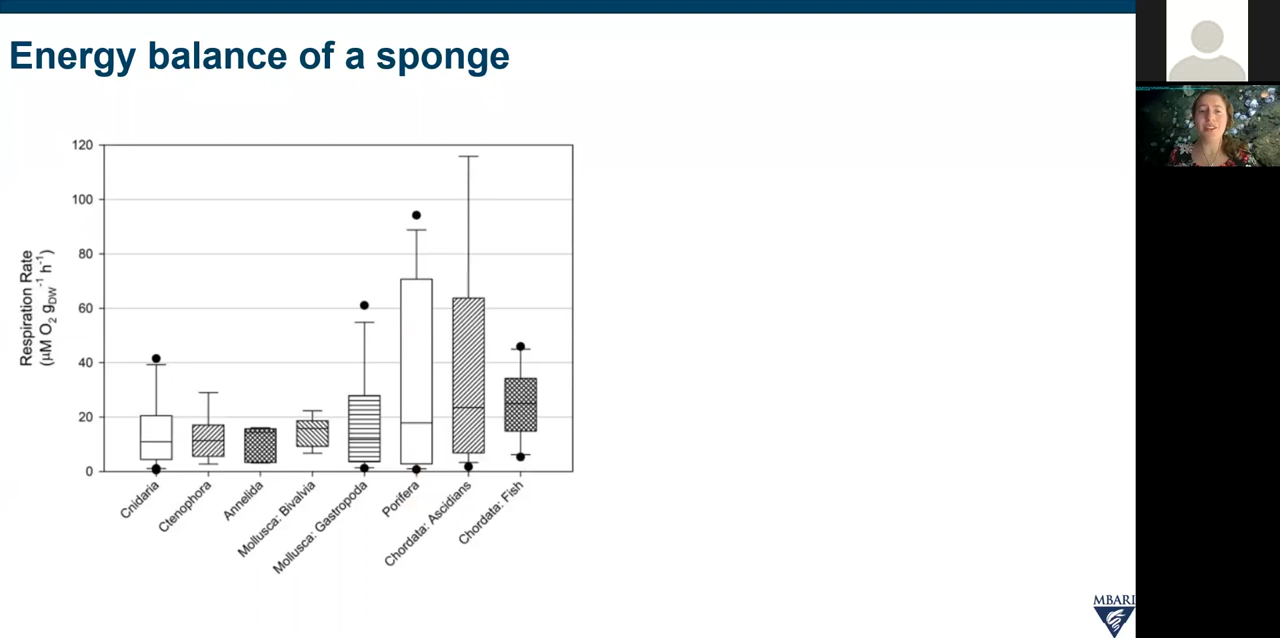 Energy balance of a sponge
120
100
80
60
40
20
0
Respiration Rate
(μM O₂ g_DW⁻¹ h⁻¹)
Cnidaria
Ctenophora
Annelida
Mollusca: Bivalvia
Mollusca: Gastropoda
Porifera
Chordata: Ascidians
Chordata: Fish
MBARI